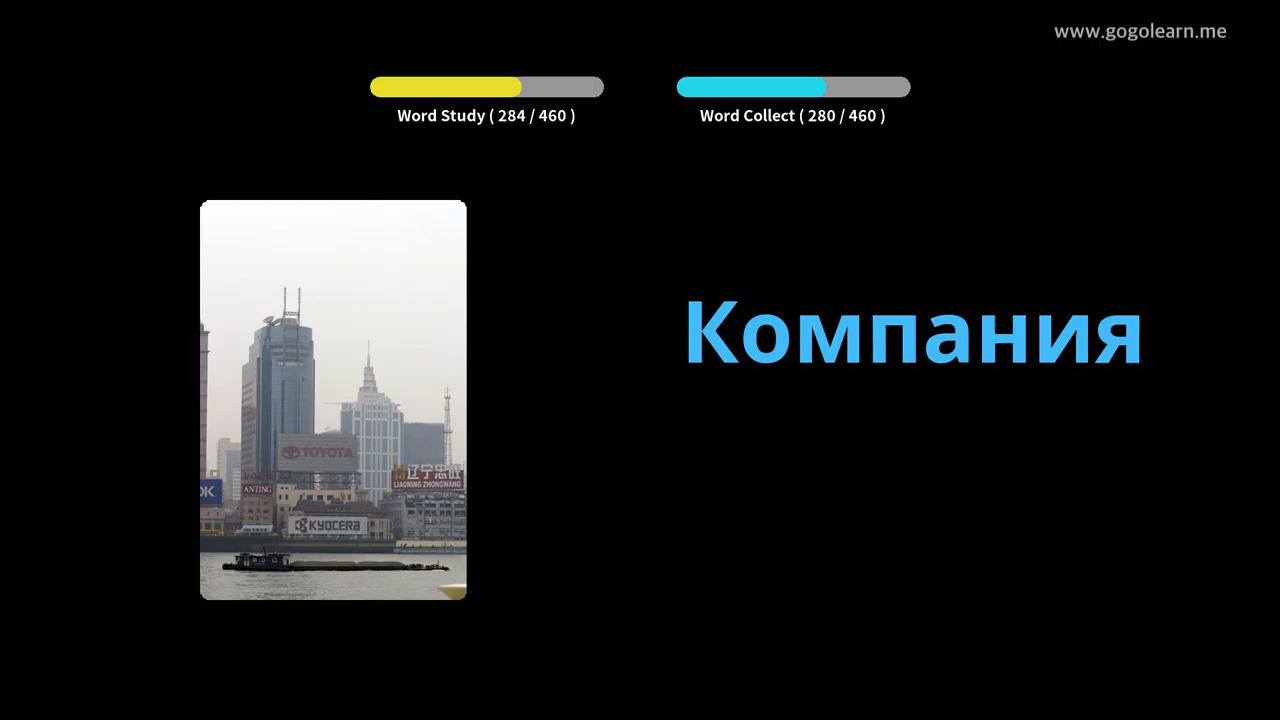 www.gogolearn.me
Word Study ( 284 / 460 )
Word Collect ( 280 / 460 )
Компания
TOYOTA
辽宁忠旺
LIAONING ZHONGWANG
ANTING
KYOCERA